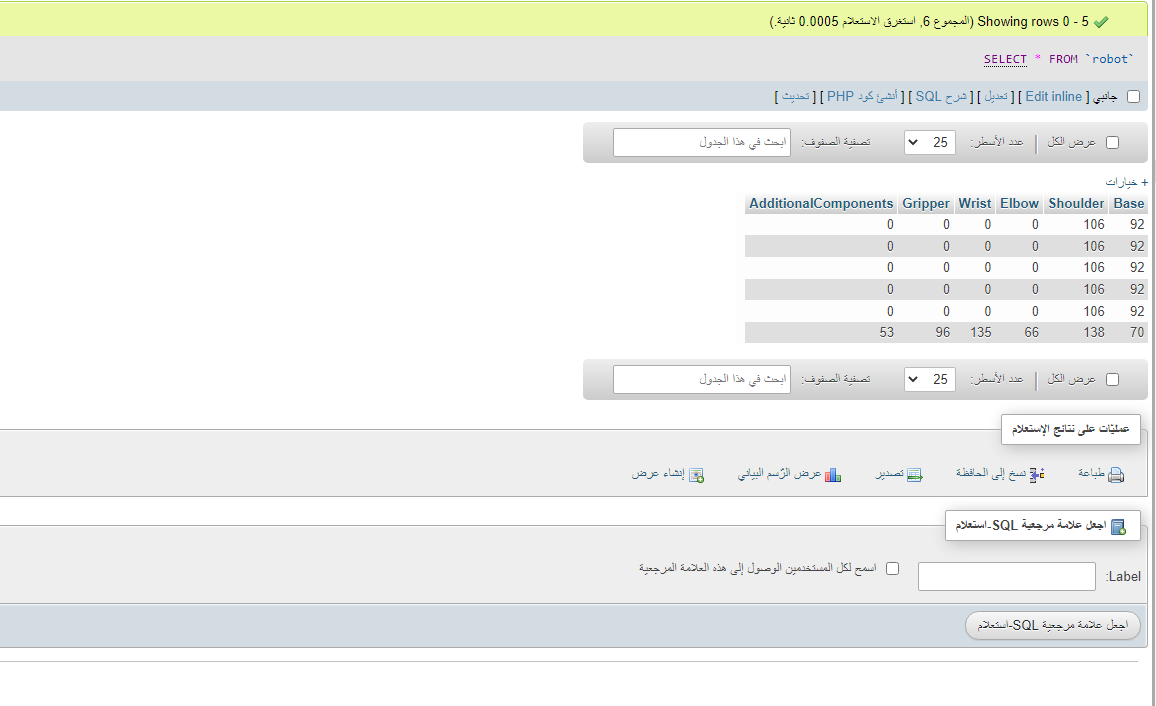 Showing rows 0 - 5 (المجموع 6, استغرق الاستعلام 0.0005 ثانية.)
SELECT * FROM `robot`
جانبي [ Edit inline ] [ تعديل ] [ شرح SQL ] [ أنشئ كود PHP ] [ تحديث ]
عرض الكل | عدد الأسطر: 25 تصفية الصفوف: ابحث في هذا الجدول
+ خيارات
Base Shoulder Elbow Wrist Gripper AdditionalComponents
92 106 0 0 0 0
92 106 0 0 0 0
92 106 0 0 0 0
92 106 0 0 0 0
92 106 0 0 0 0
70 138 66 135 96 53
عرض الكل | عدد الأسطر: 25 تصفية الصفوف: ابحث في هذا الجدول
عمليّات على نتائج الإستعلام
طباعة نسخ إلى الحافظة تصدير عرض الرّسم البياني إنشاء عرض
اجعل علامة مرجعية SQL-استعلام
Label: اسمح لكل المستخدمين الوصول إلى هذه العلامة المرجعية
اجعل علامة مرجعية SQL-استعلام